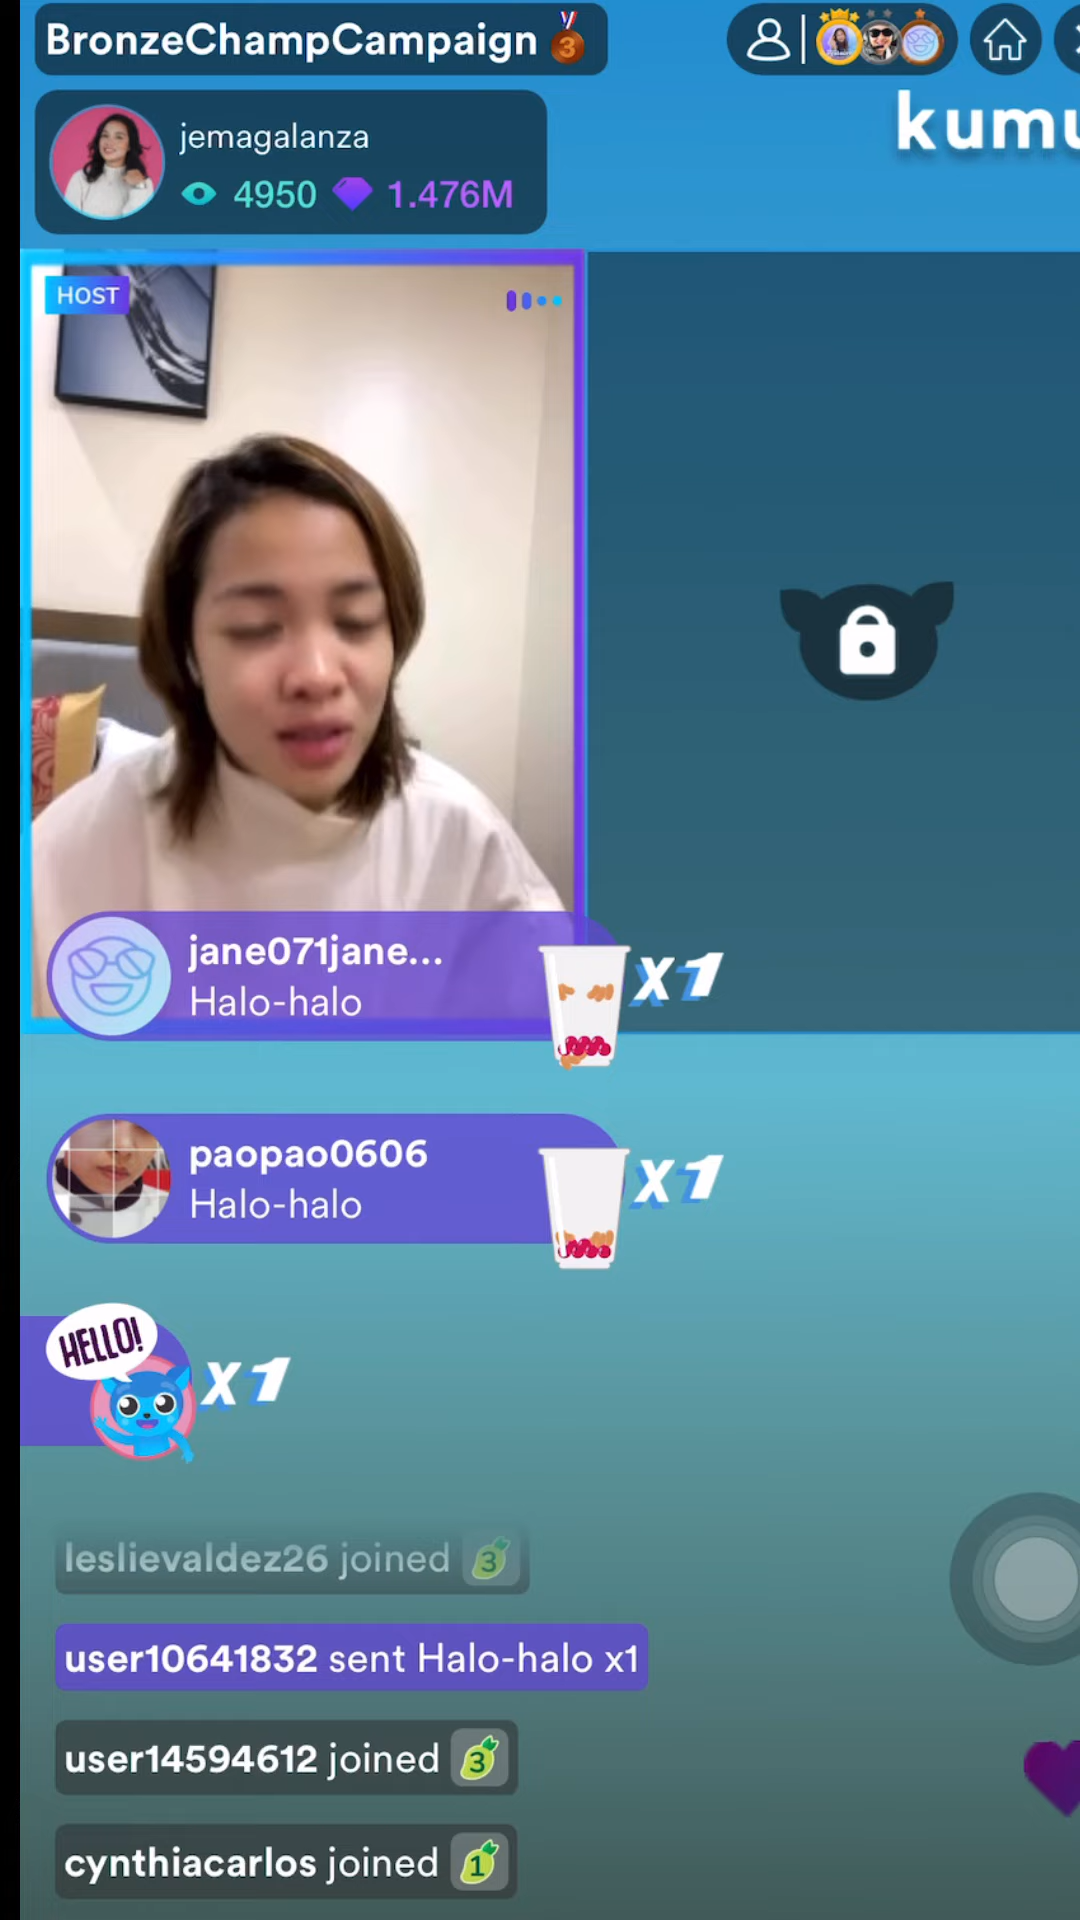 BronzeChampCampaign
3
kumu
jemagalanza
4950 1.476M
HOST
jane071jane...
Halo-halo
X1
paopao0606
Halo-halo
X1
HELLO!
X1
leslievaldez26 joined 3
user10641832 sent Halo-halo x1
user14594612 joined 3
cynthiacarlos joined 1